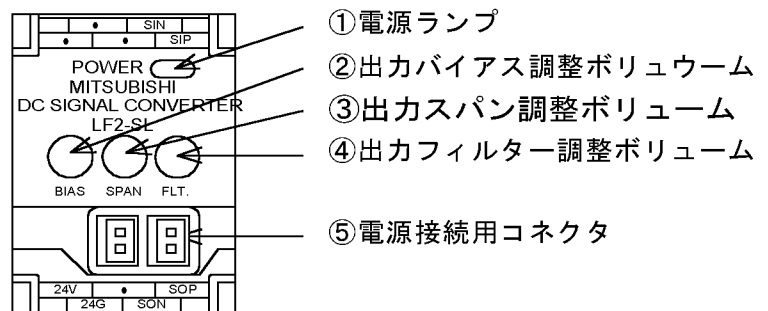 SIN
SIP
POWER
MITSUBISHI
DC SIGNAL CONVERTER
LF2-SL
BIAS SPAN FLT.
24V SOP
24G SON
①電源ランプ
②出力バイアス調整ボリュウーム
③出力スパン調整ボリューム
④出力フィルター調整ボリューム
⑤電源接続用コネクタ